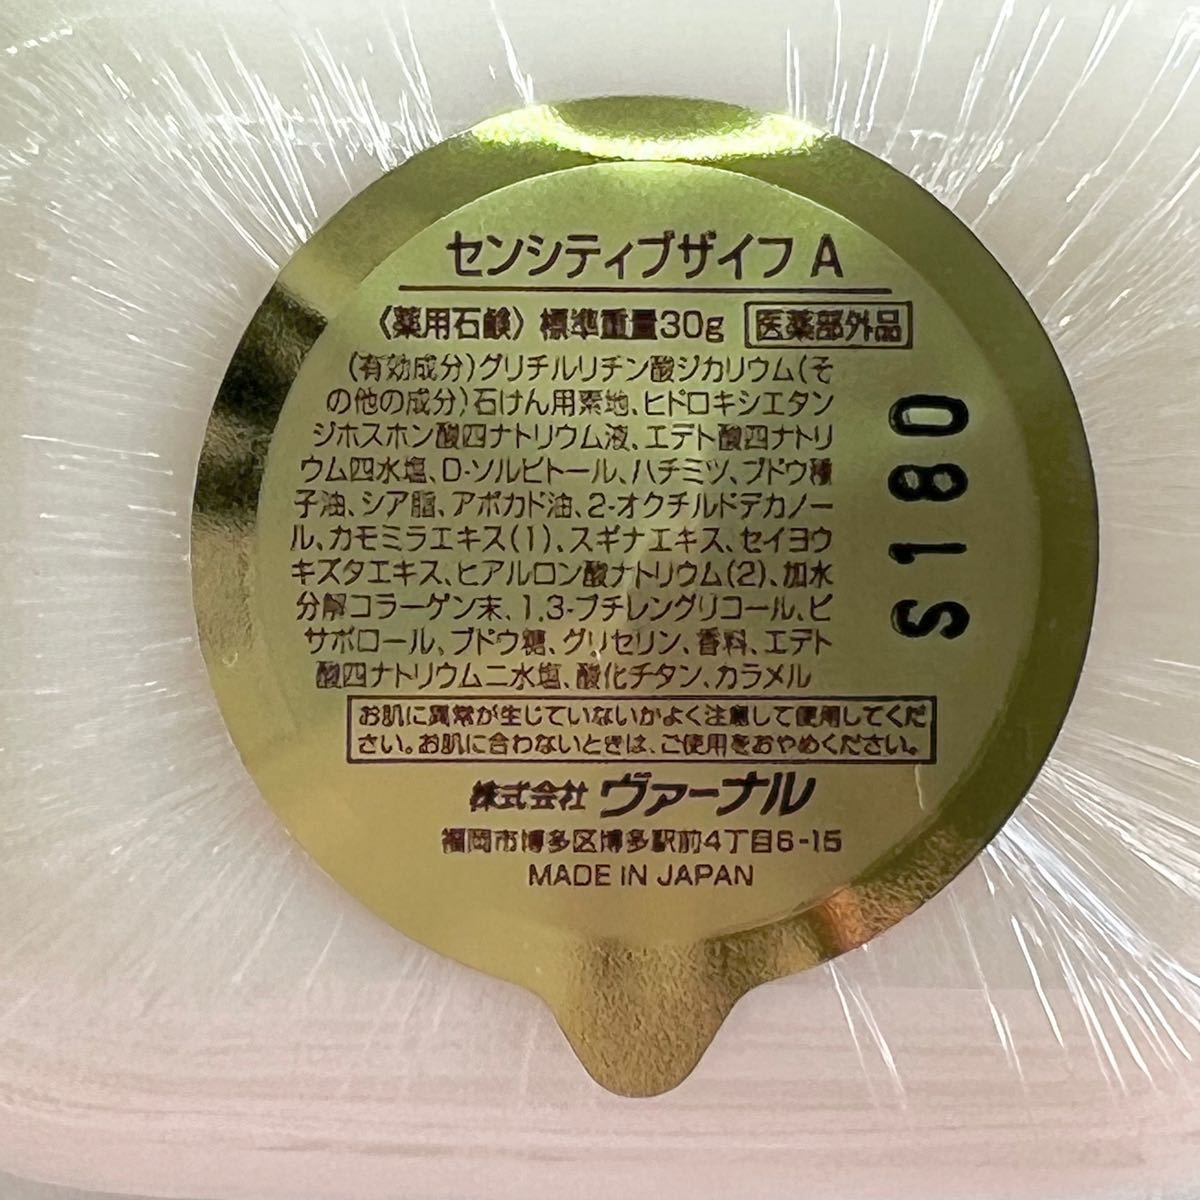 センシティブザイフ A
〈薬用石鹸〉標準重量30g 医薬部外品
(有効成分)グリチルリチン酸ジカリウム(そ
の他の成分)石けん用素地、ヒドロキシエタン
ジホスホン酸四ナトリウム液、エデト酸四ナトリ
ウム四水塩、D-ソルビトール、ハチミツ、ブドウ種
子油、シア脂、アボカド油、2-オクチルドデカノー
ル、カモミラエキス(1)、スギナエキス、セイヨウ
キズタエキス、ヒアルロン酸ナトリウム(2)、加水
分解コラーゲン末、1,3-ブチレングリコール、ビ
サボロール、ブドウ糖、グリセリン、香料、エデト
酸四ナトリウム二水塩、酸化チタン、カラメル
お肌に異常が生じていないかよく注意して使用してくだ
さい。お肌に合わないときは、ご使用をおやめください。
株式会社 ヴァーナル
福岡市博多区博多駅前4丁目6-15
MADE IN JAPAN
S180